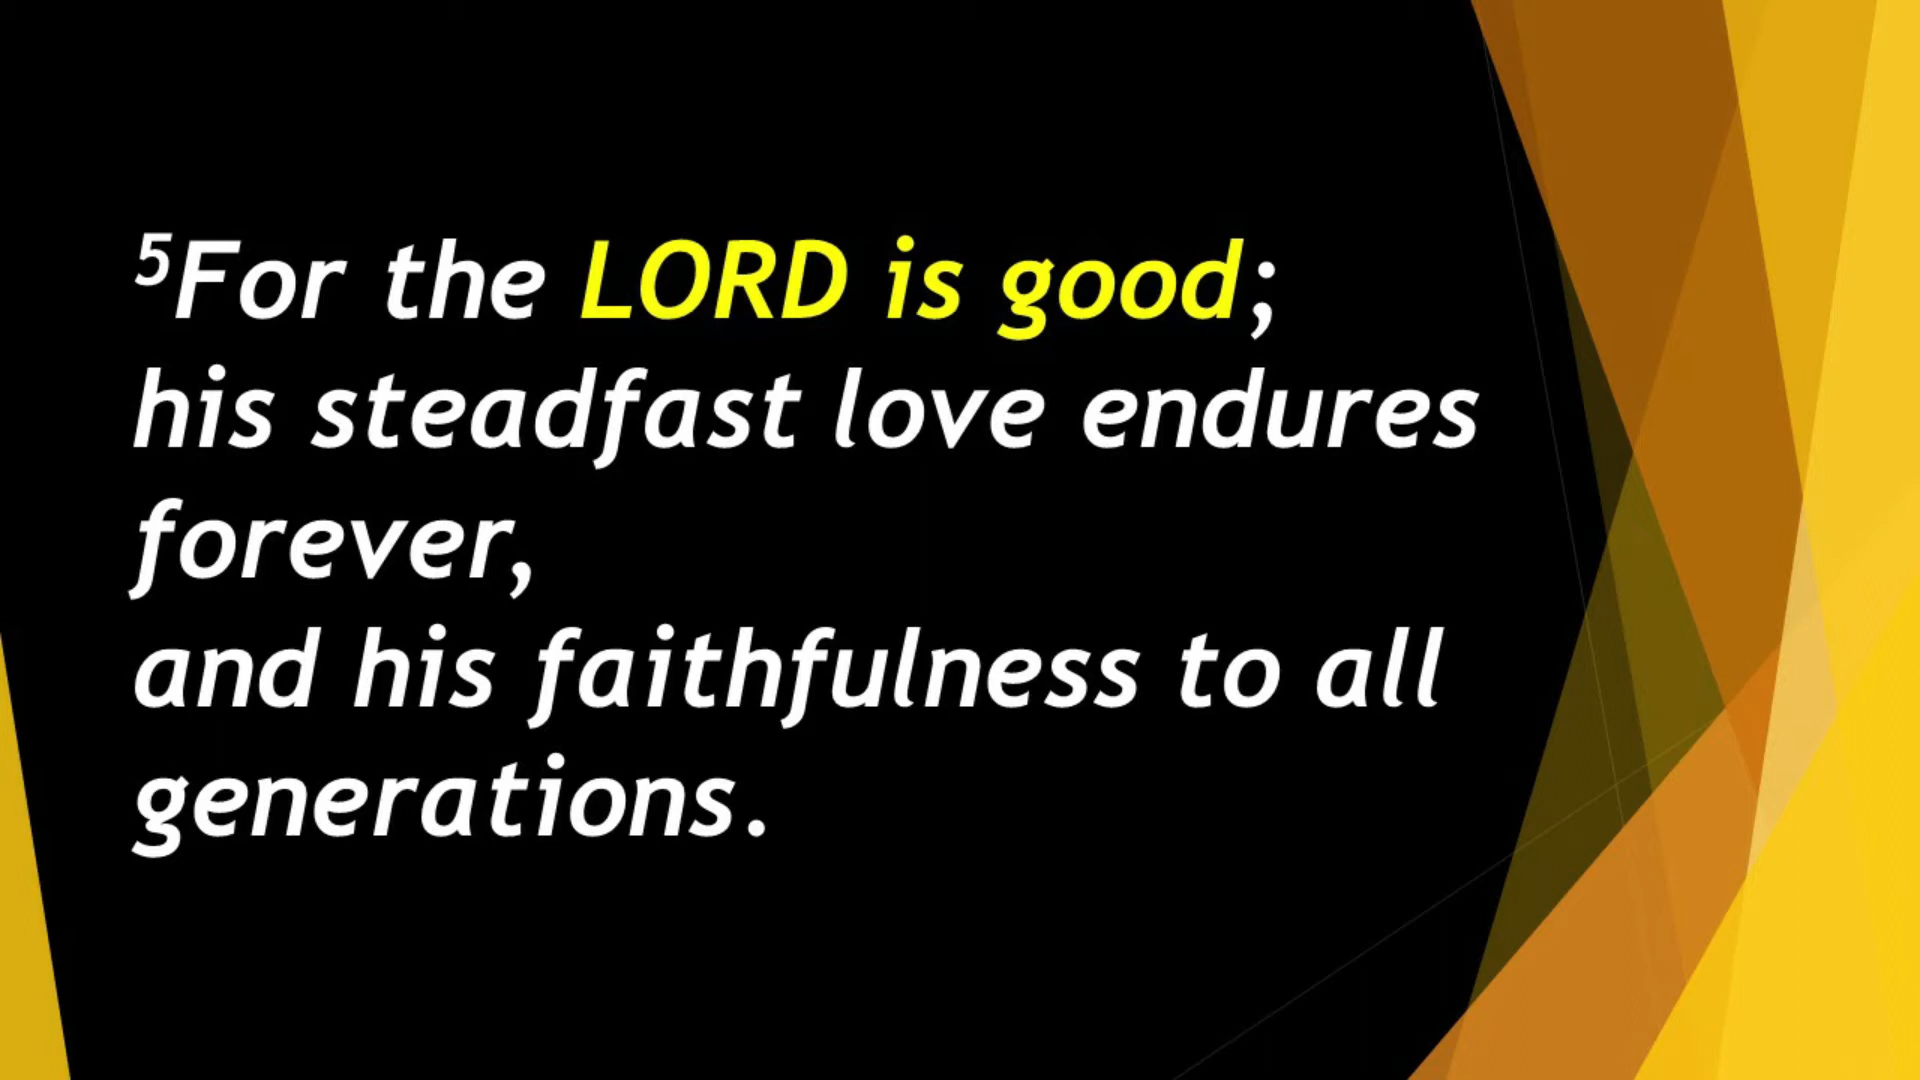 ⁵For the LORD is good;
his steadfast love endures
forever,
and his faithfulness to all
generations.